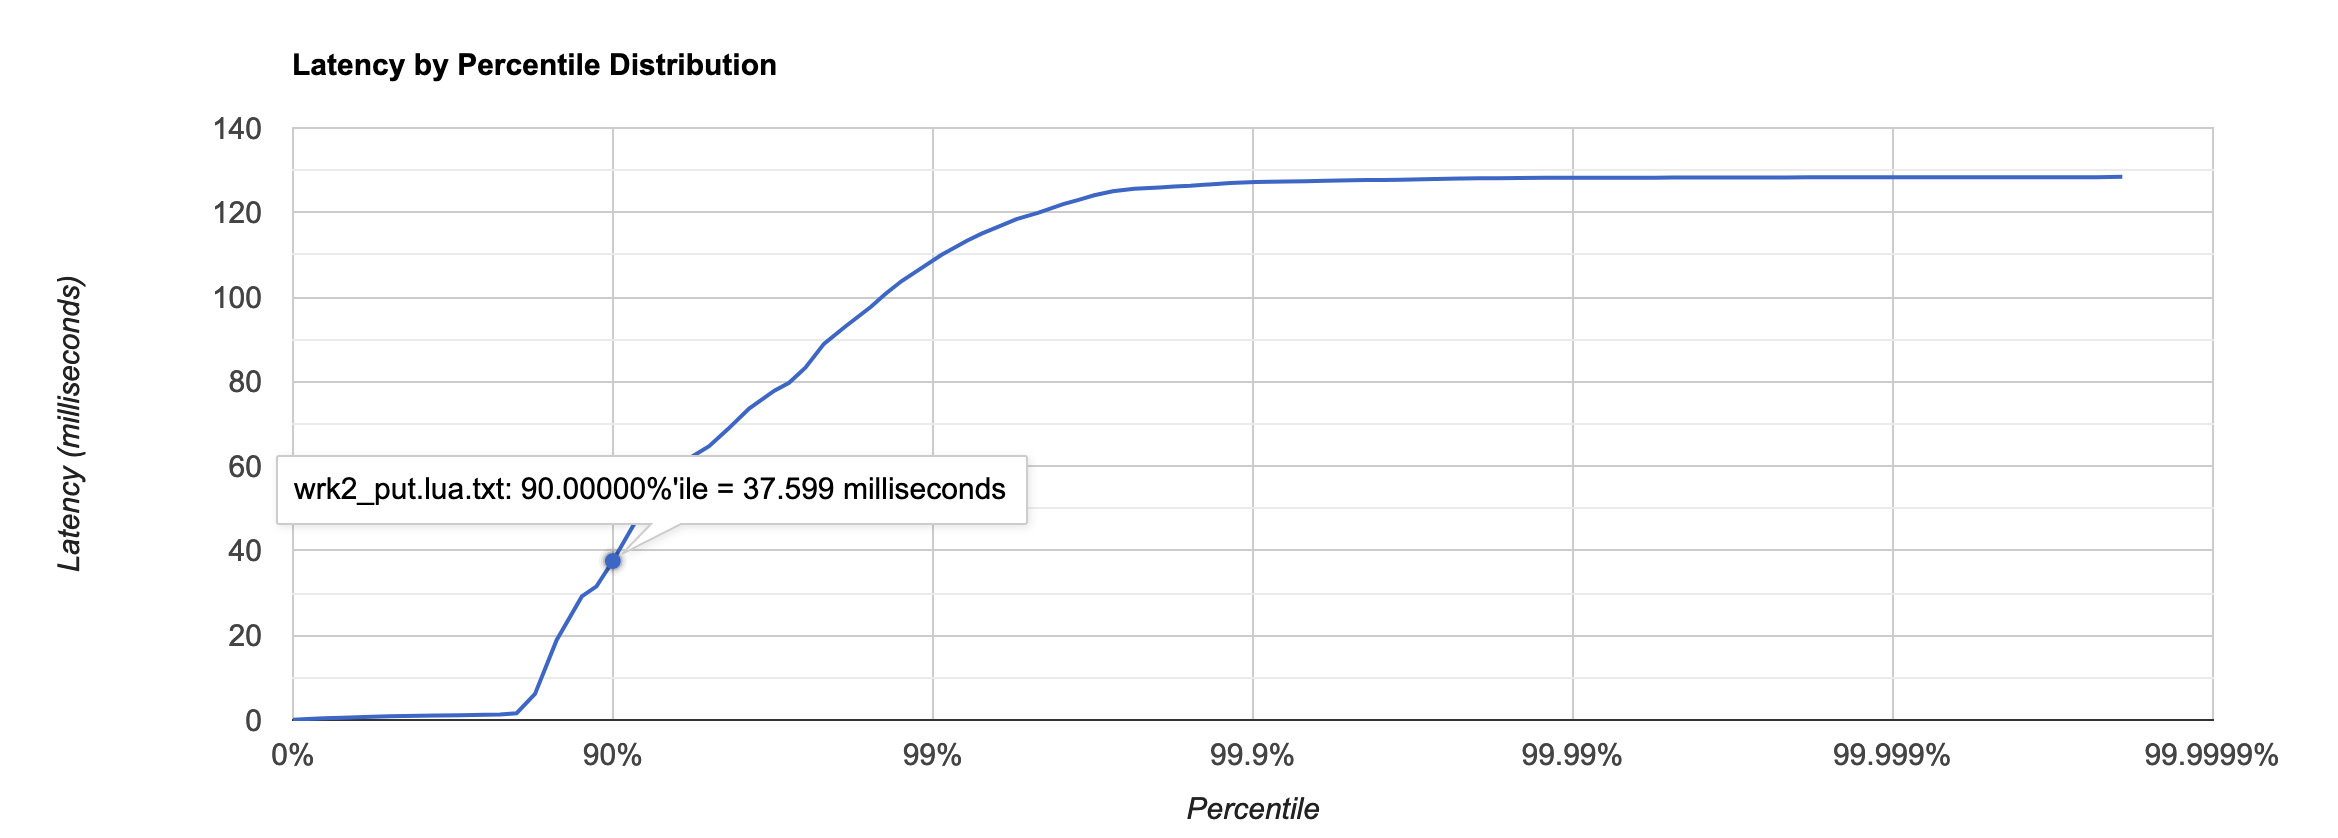 Latency by Percentile Distribution
140
120
100
80
60
40
20
0
Latency (milliseconds)
wrk2_put.lua.txt: 90.00000%'ile = 37.599 milliseconds
0% 90% 99% 99.9% 99.99% 99.999% 99.9999%
Percentile